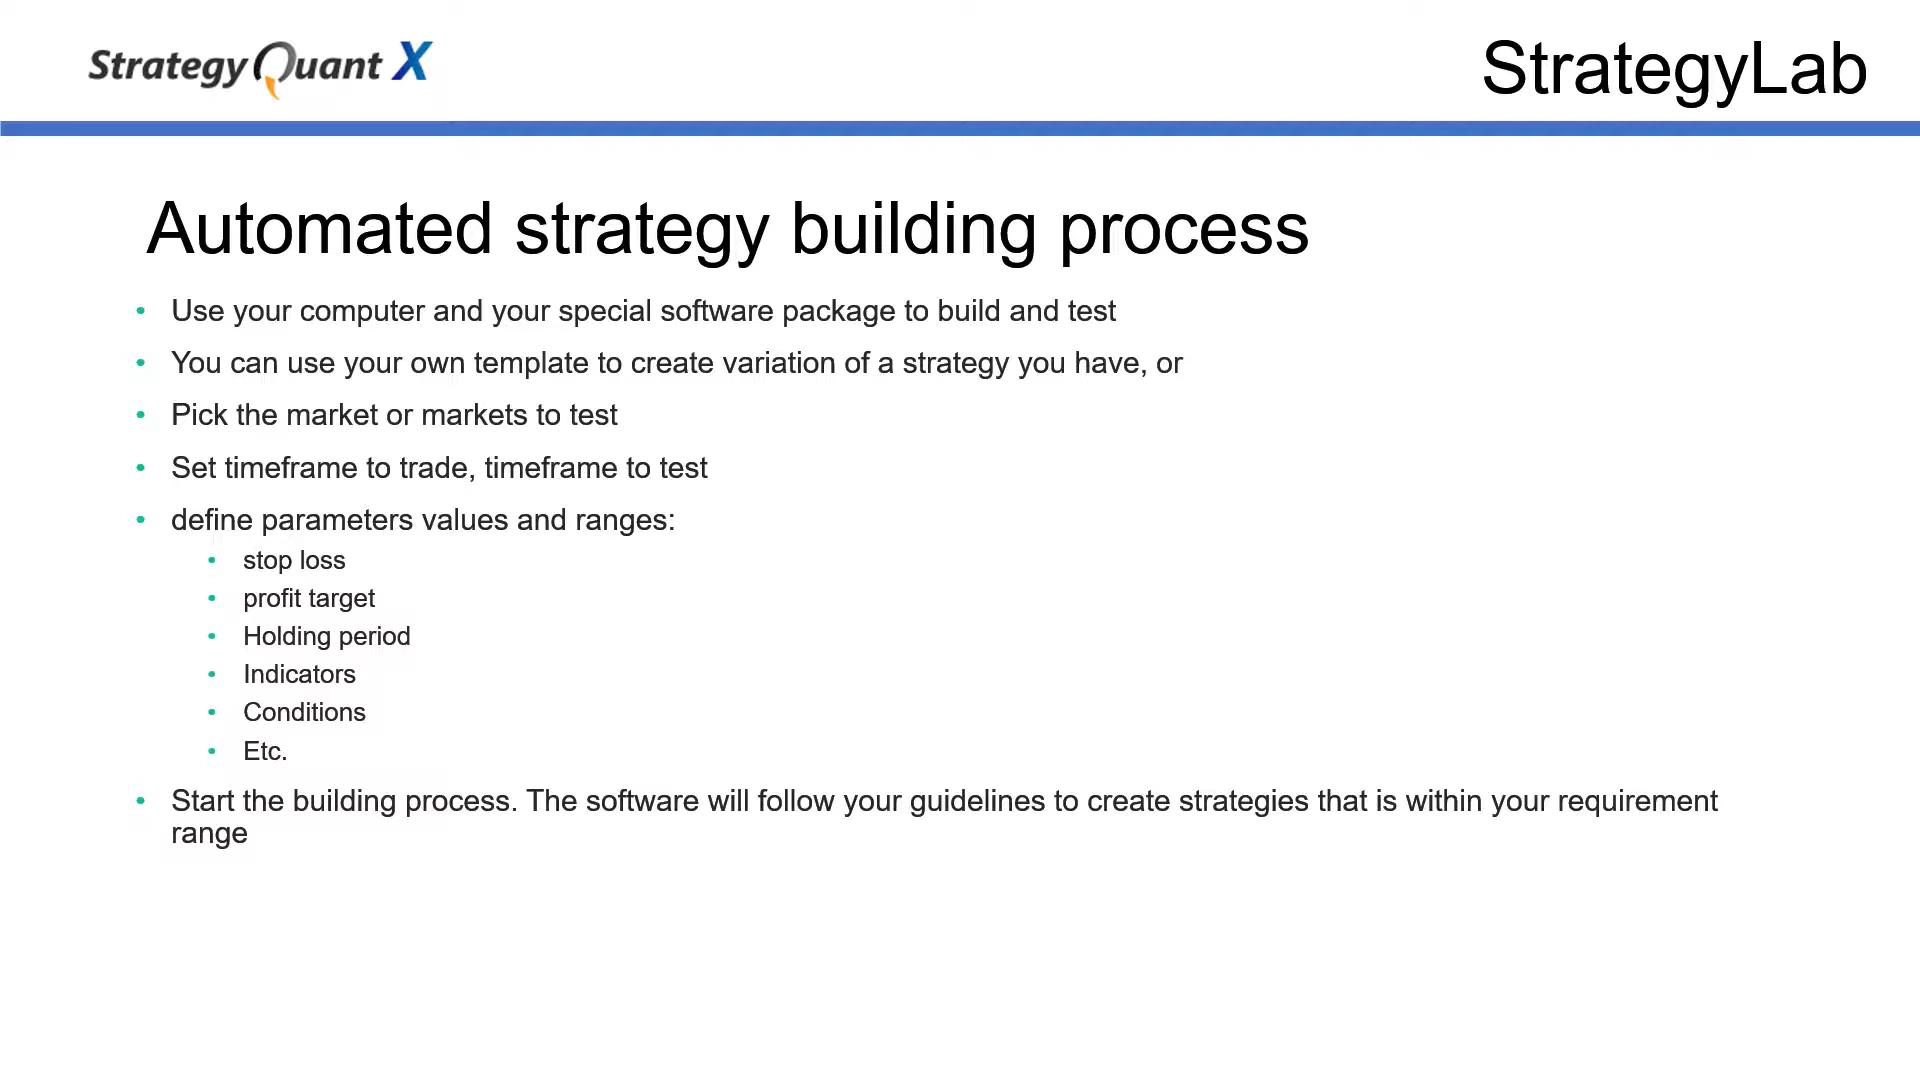 StrategyQuant X
StrategyLab
Automated strategy building process
• Use your computer and your special software package to build and test
• You can use your own template to create variation of a strategy you have, or
• Pick the market or markets to test
• Set timeframe to trade, timeframe to test
• define parameters values and ranges:
• stop loss
• profit target
• Holding period
• Indicators
• Conditions
• Etc.
• Start the building process. The software will follow your guidelines to create strategies that is within your requirement
range